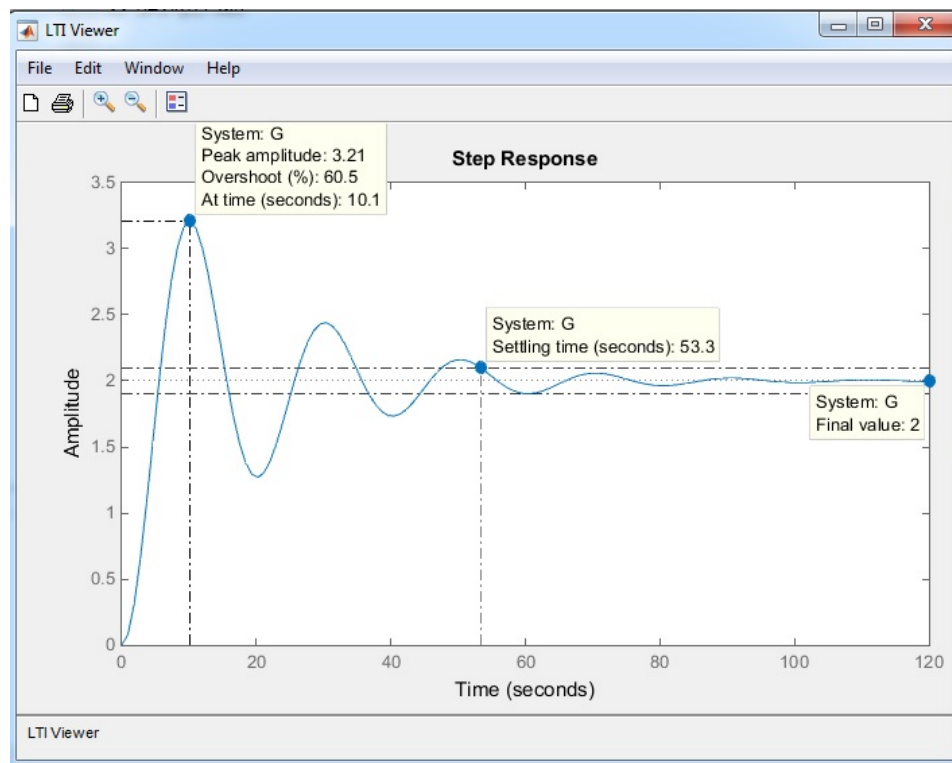 LTI Viewer
File Edit Window Help
System: G
Peak amplitude: 3.21
Overshoot (%): 60.5
At time (seconds): 10.1
Step Response
3.5
3
2.5
2
1.5
1
0.5
0
Amplitude
System: G
Settling time (seconds): 53.3
System: G
Final value: 2
0 20 40 60 80 100 120
Time (seconds)
LTI Viewer